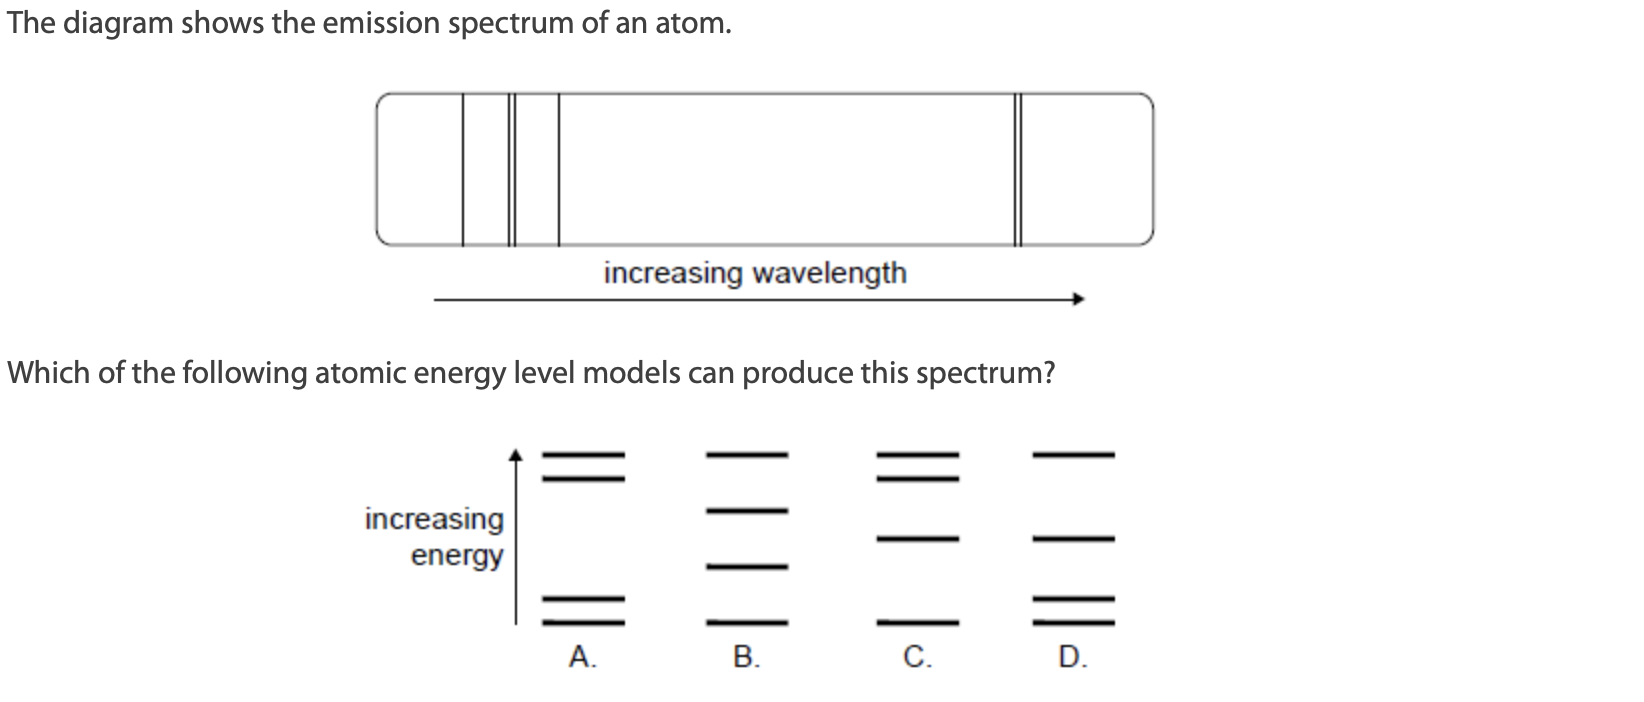 The diagram shows the emission spectrum of an atom.
increasing wavelength
Which of the following atomic energy level models can produce this spectrum?
increasing
energy
A. B. C. D.